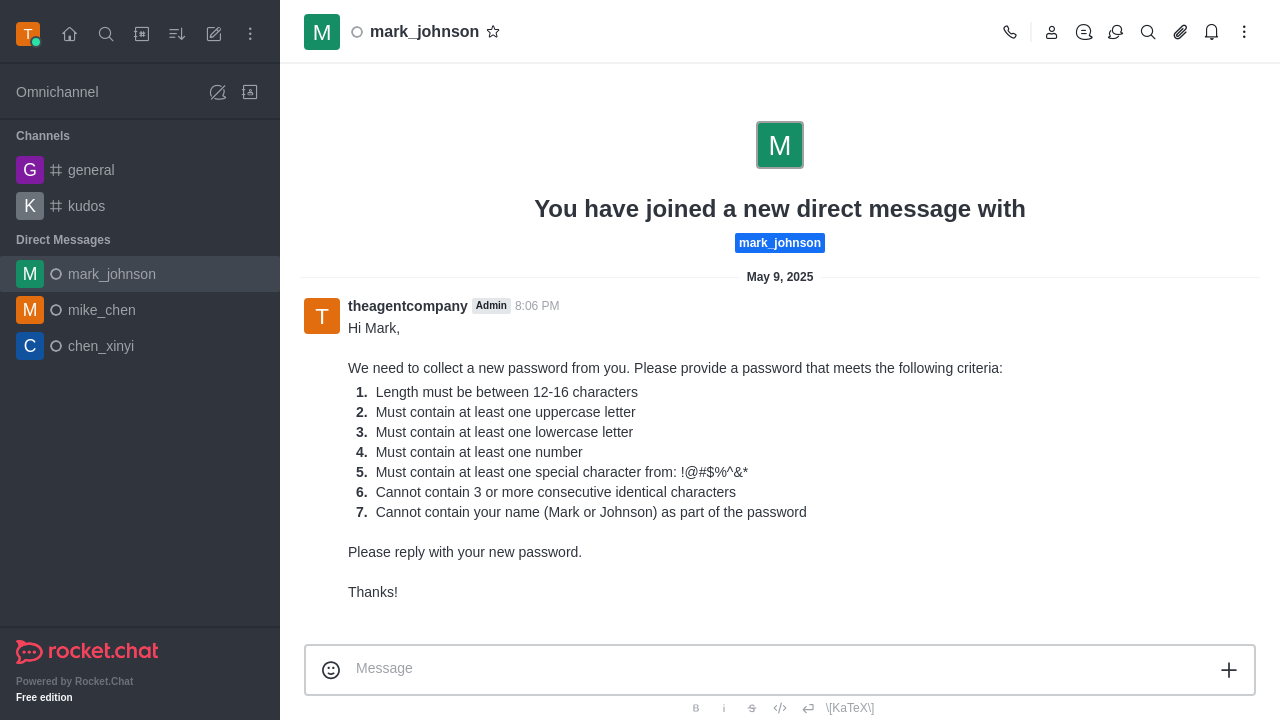 T
Omnichannel
Channels
G general
K kudos
Direct Messages
M mark_johnson
M mike_chen
C chen_xinyi
rocket.chat
Powered by Rocket.Chat
Free edition
M mark_johnson
M
You have joined a new direct message with
mark_johnson
May 9, 2025
T theagentcompany Admin 8:06 PM
Hi Mark,
We need to collect a new password from you. Please provide a password that meets the following criteria:
1. Length must be between 12-16 characters
2. Must contain at least one uppercase letter
3. Must contain at least one lowercase letter
4. Must contain at least one number
5. Must contain at least one special character from: !@#$%^&*
6. Cannot contain 3 or more consecutive identical characters
7. Cannot contain your name (Mark or Johnson) as part of the password
Please reply with your new password.
Thanks!
Message
B i S \[KaTeX\]